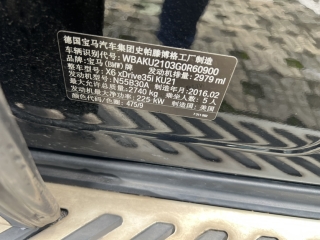 德国宝马汽车集团史帕滕博格工厂制造
车辆识别代号: WBAKU2103G0R60900
品牌: 宝马(BMW)牌 发动机排量: 2979 ml
型号: X6 xDrive35i KU21
发动机型号: N55B30A 制造年月: 2016.02
最大允许总质量: 2740 kg 乘坐人数: 5 人
发动机最大净功率: 225 kW 制造国: 美国
颜色/色代码: 475/9